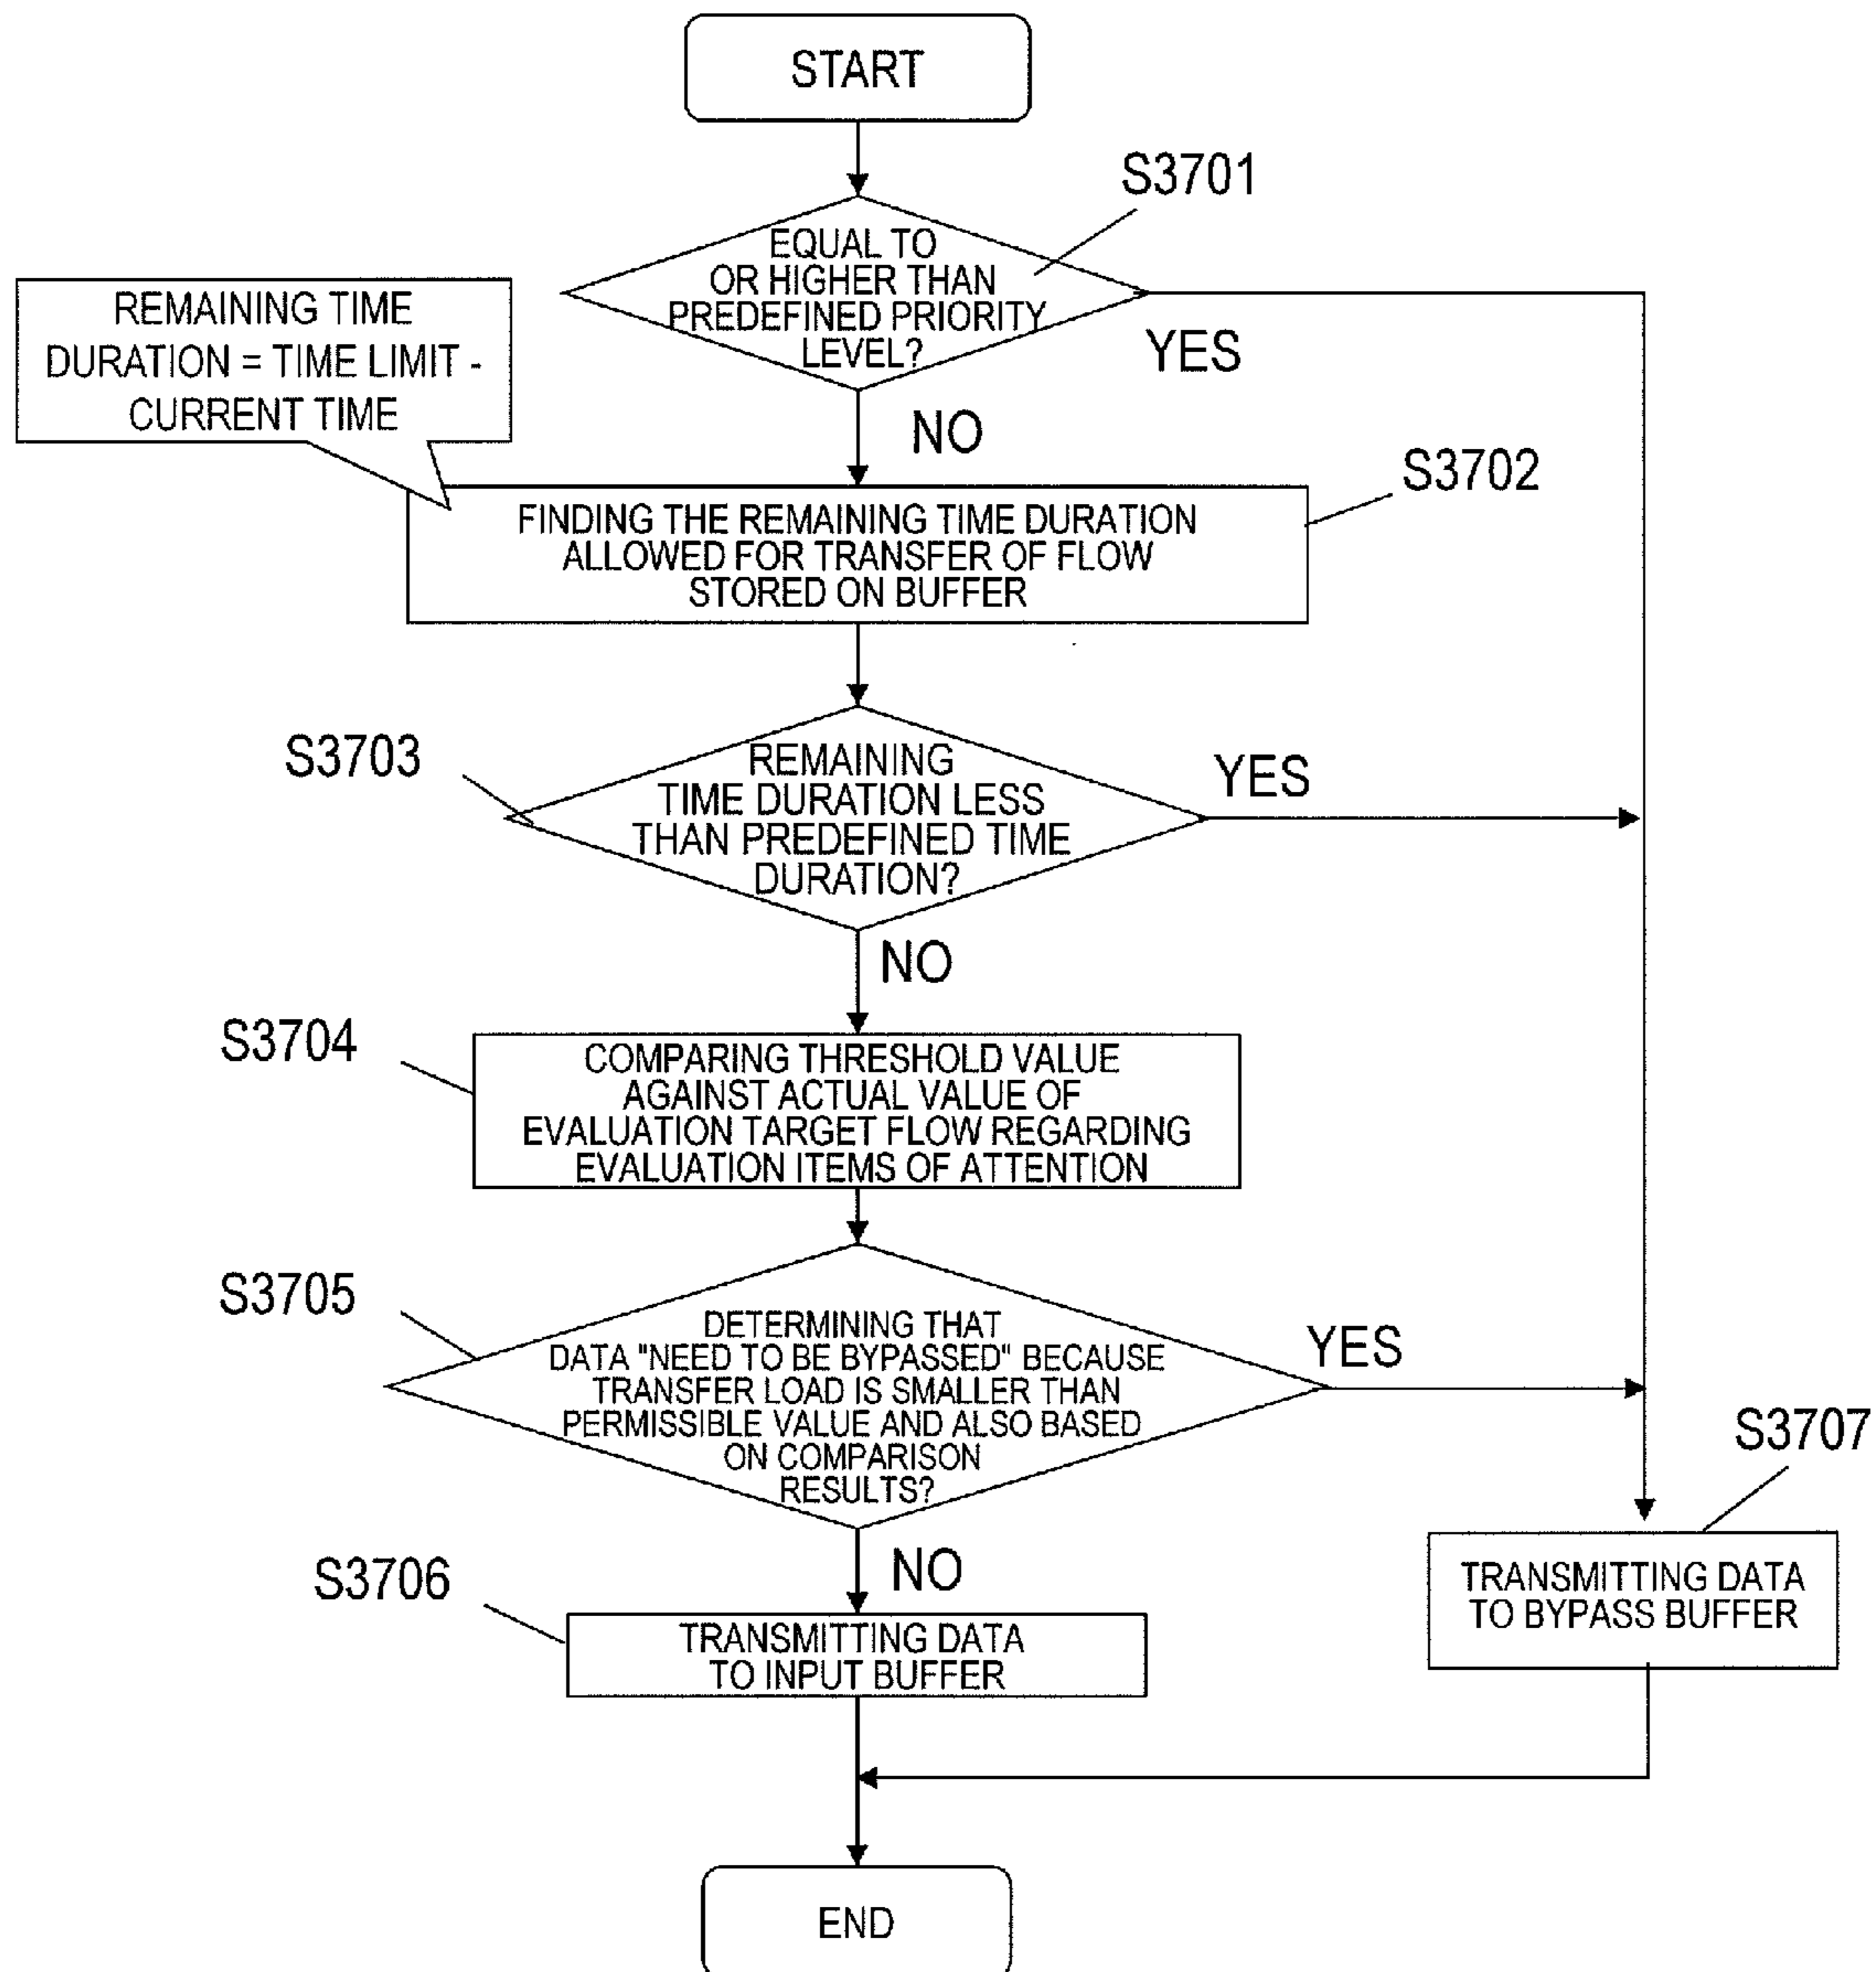 START
S3701
EQUAL TO
OR HIGHER THAN
PREDEFINED PRIORITY
LEVEL?
YES
NO
REMAINING TIME
DURATION = TIME LIMIT -
CURRENT TIME
S3702
FINDING THE REMAINING TIME DURATION
ALLOWED FOR TRANSFER OF FLOW
STORED ON BUFFER
S3703
REMAINING
TIME DURATION LESS
THAN PREDEFINED TIME
DURATION?
YES
NO
S3704
COMPARING THRESHOLD VALUE
AGAINST ACTUAL VALUE OF
EVALUATION TARGET FLOW REGARDING
EVALUATION ITEMS OF ATTENTION
S3705
DETERMINING THAT
DATA "NEED TO BE BYPASSED" BECAUSE
TRANSFER LOAD IS SMALLER THAN
PERMISSIBLE VALUE AND ALSO BASED
ON COMPARISON
RESULTS?
YES
NO
S3706
TRANSMITTING DATA
TO INPUT BUFFER
S3707
TRANSMITTING DATA
TO BYPASS BUFFER
END